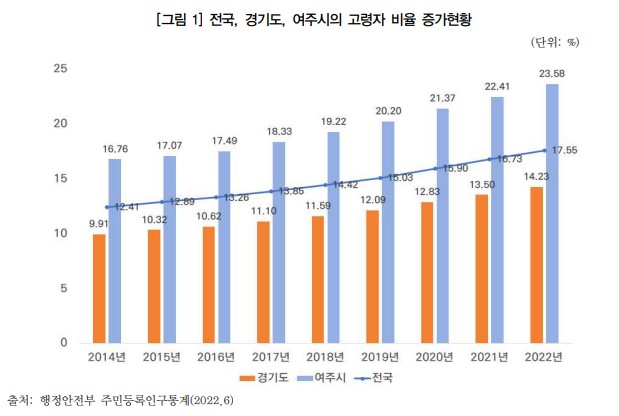 [그림 1] 전국, 경기도, 여주시의 고령자 비율 증가현황
(단위: %)
25
20
15
10
5
0
16.76 17.07 17.49 18.33 19.22 20.20 21.37 22.41 23.58
12.41 12.89 13.26 13.85 14.42 15.03 15.90 16.73 17.55
9.91 10.32 10.62 11.10 11.59 12.09 12.83 13.50 14.23
2014년 2015년 2016년 2017년 2018년 2019년 2020년 2021년 2022년
경기도 여주시 전국
출처: 행정안전부 주민등록인구통계(2022.6)